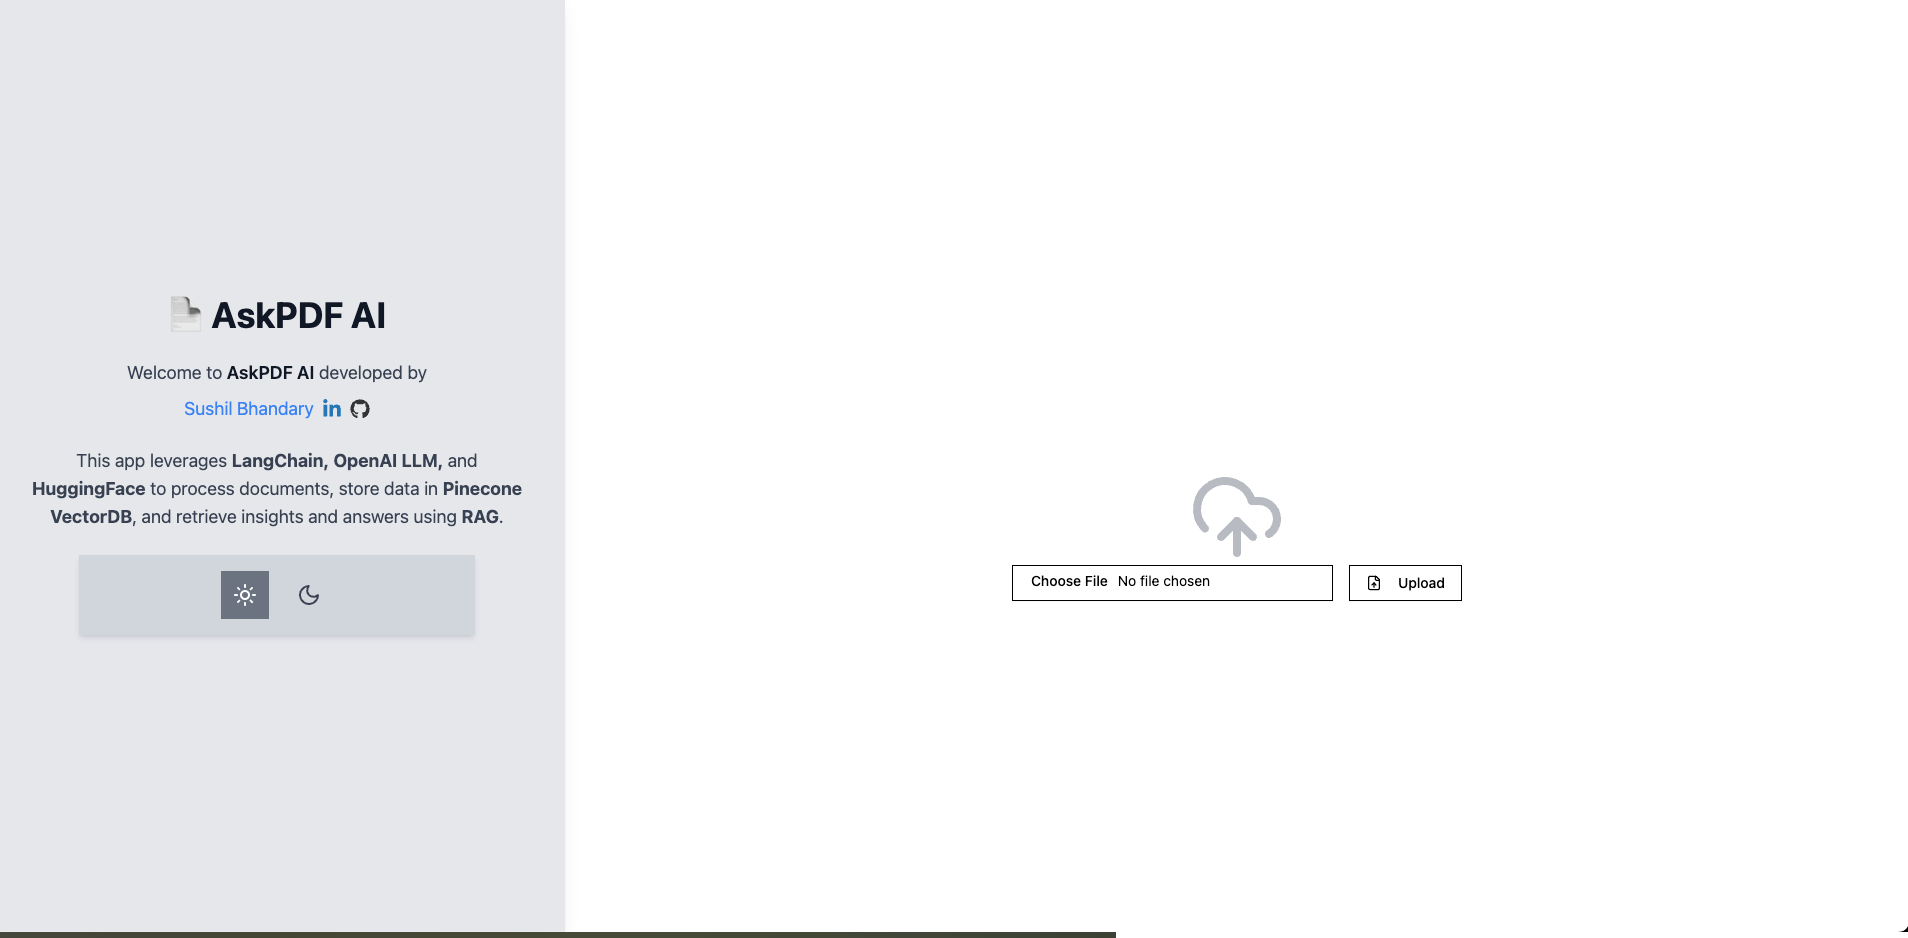 AskPDF AI
Welcome to AskPDF AI developed by
Sushil Bhandary in
This app leverages LangChain, OpenAI LLM, and
HuggingFace to process documents, store data in Pinecone
VectorDB, and retrieve insights and answers using RAG.
Choose File No file chosen
Upload